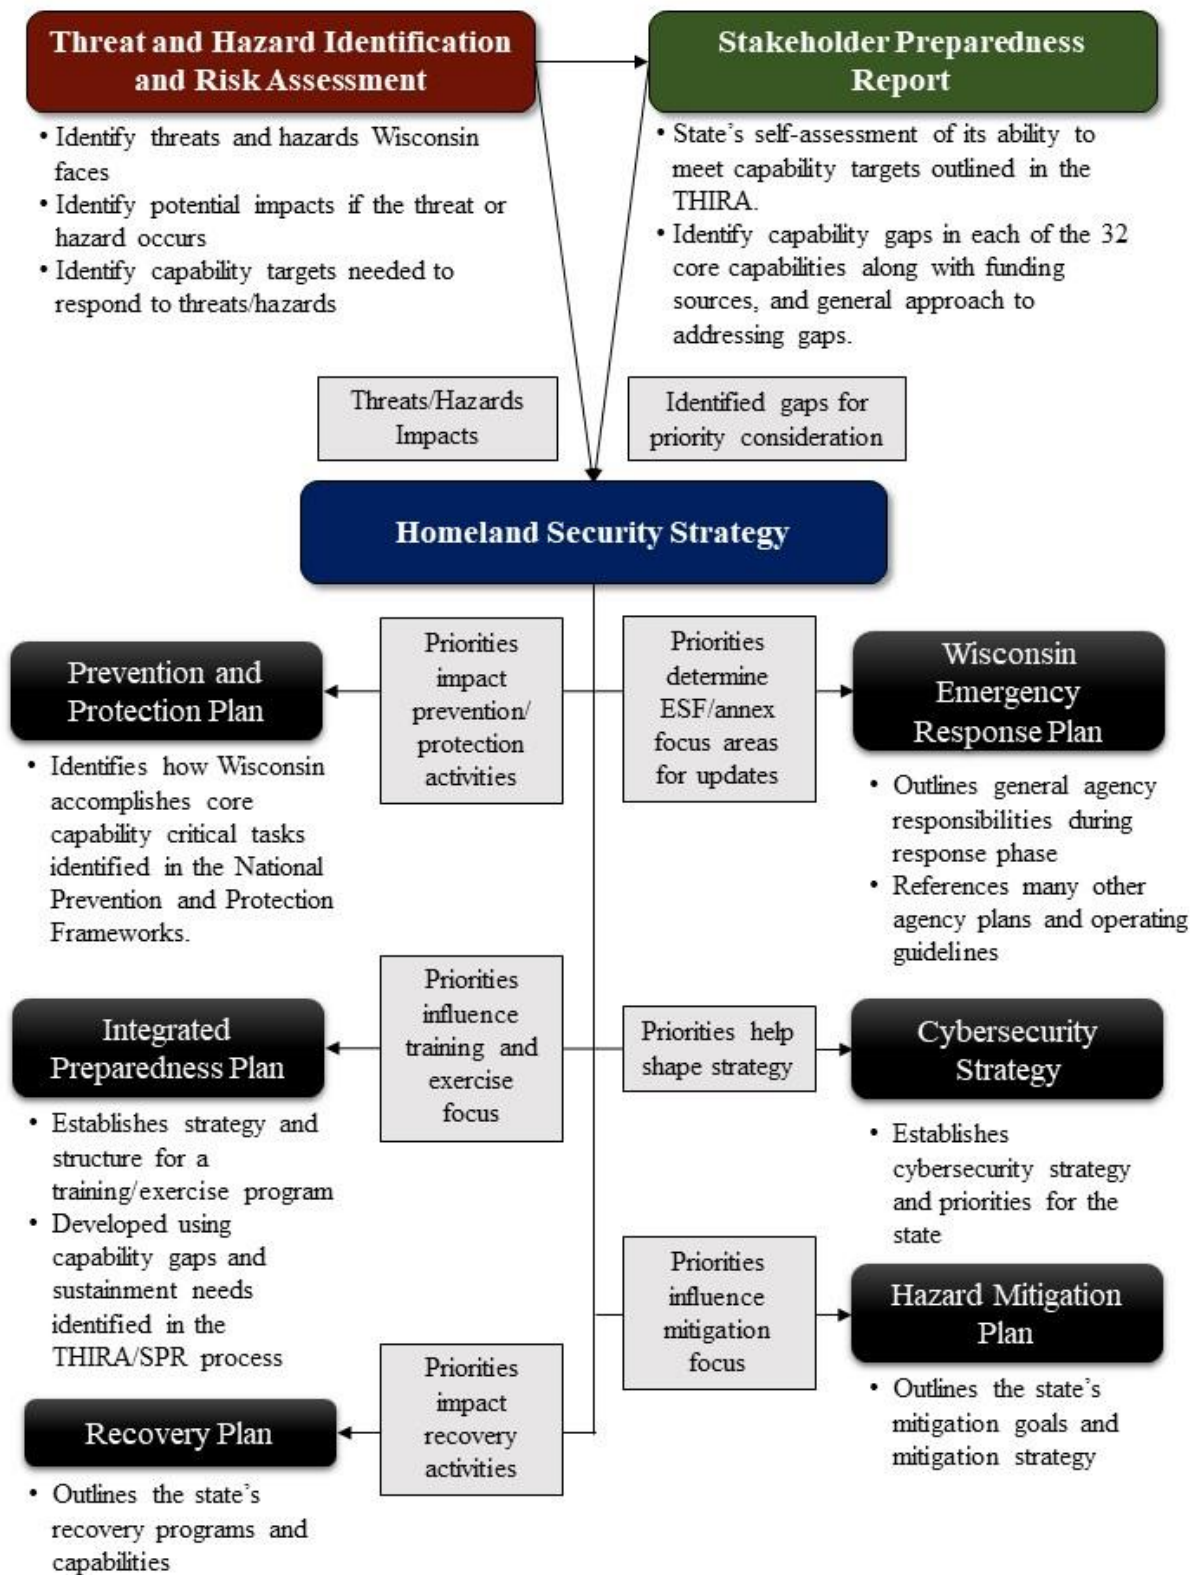 Threat and Hazard Identification
and Risk Assessment
• Identify threats and hazards Wisconsin
faces
• Identify potential impacts if the threat or
hazard occurs
• Identify capability targets needed to
respond to threats/hazards
Stakeholder Preparedness
Report
• State's self-assessment of its ability to
meet capability targets outlined in the
THIRA.
• Identify capability gaps in each of the 32
core capabilities along with funding
sources, and general approach to
addressing gaps.
Threats/Hazards
Impacts
Identified gaps for
priority consideration
Homeland Security Strategy
Prevention and
Protection Plan
Priorities
impact
prevention/
protection
activities
Priorities
determine
ESF/annex
focus areas
for updates
Wisconsin
Emergency
Response Plan
• Identifies how Wisconsin
accomplishes core
capability critical tasks
identified in the National
Prevention and Protection
Frameworks.
• Outlines general agency
responsibilities during
response phase
• References many other
agency plans and operating
guidelines
Integrated
Preparedness Plan
Priorities
influence
training and
exercise
focus
Priorities help
shape strategy
Cybersecurity
Strategy
• Establishes strategy and
structure for a
training/exercise program
• Developed using
capability gaps and
sustainment needs
identified in the
THIRA/SPR process
• Establishes
cybersecurity strategy
and priorities for the
state
Priorities
influence
mitigation
focus
Hazard Mitigation
Plan
• Outlines the state's
mitigation goals and
mitigation strategy
Recovery Plan
Priorities
impact
recovery
activities
• Outlines the state's
recovery programs and
capabilities